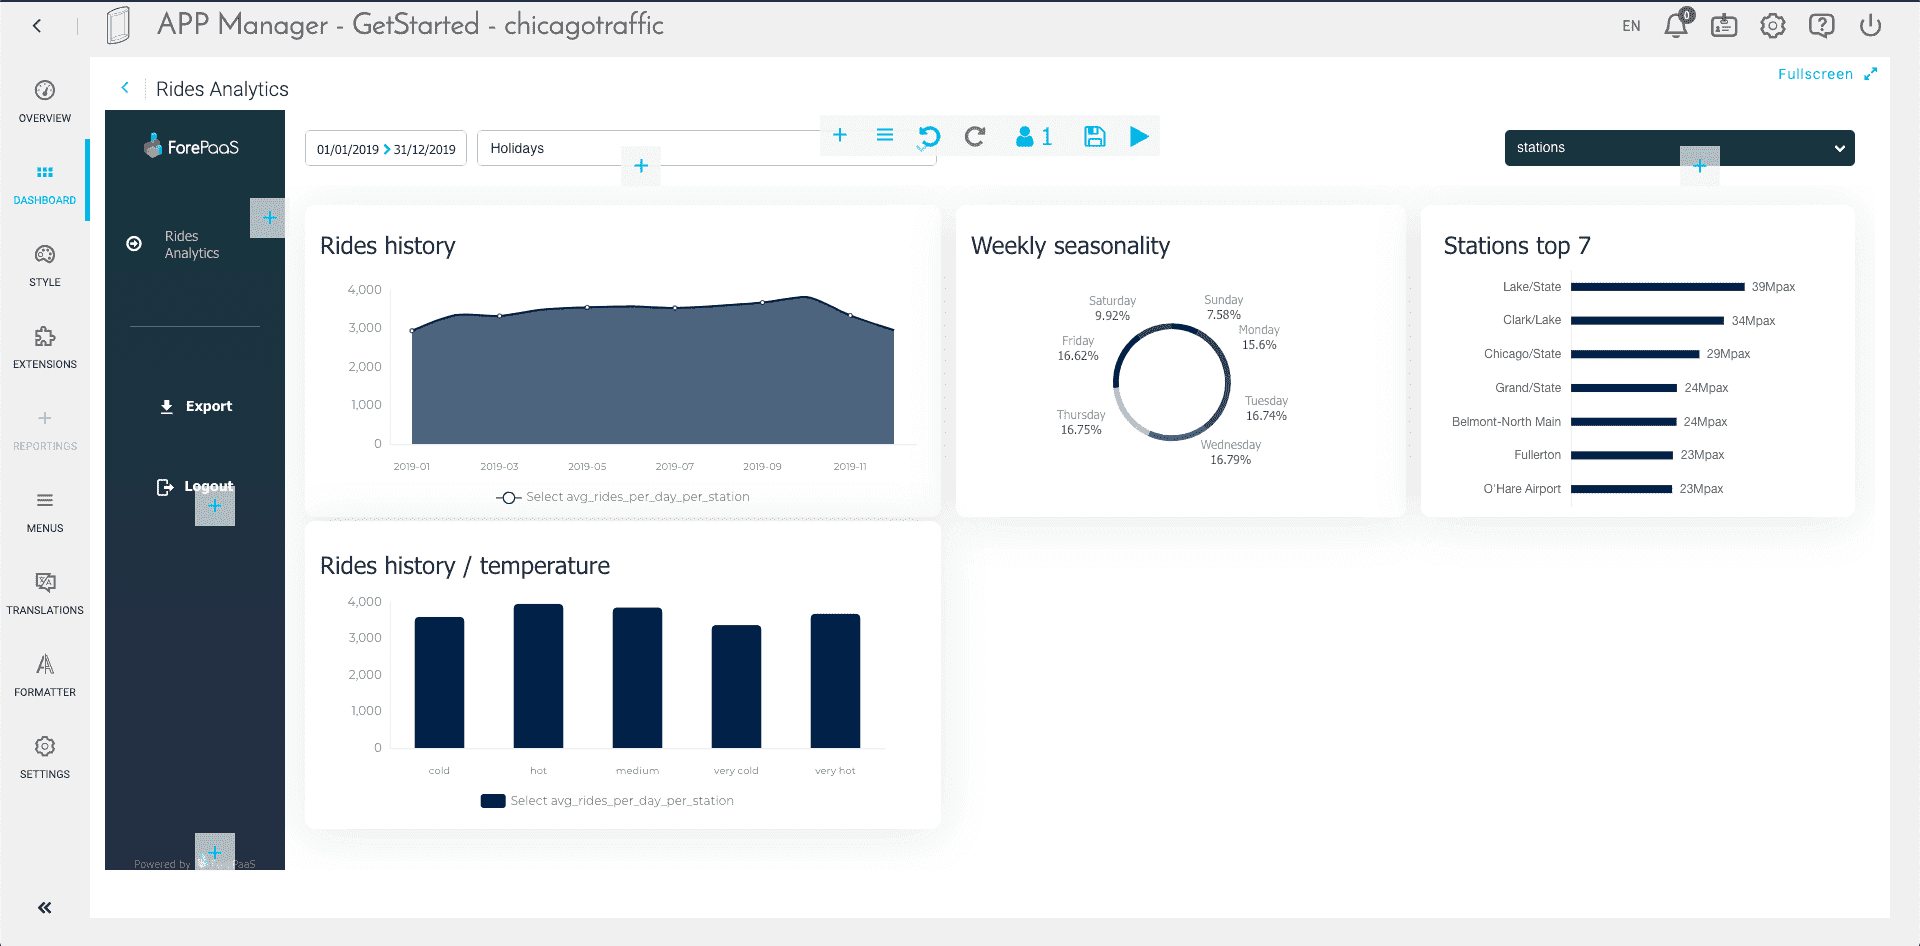 APP Manager - GetStarted - chicagotraffic
EN
0
OVERVIEW
DASHBOARD
STYLE
EXTENSIONS
REPORTINGS
MENUS
TRANSLATIONS
FORMATTER
SETTINGS
Rides Analytics
Fullscreen
ForePaaS
Rides
Analytics
Export
Logout
Powered by
PaaS
01/01/2019 > 31/12/2019
Holidays
1
stations
Rides history
4,000
3,000
2,000
1,000
0
2019-01 2019-03 2019-05 2019-07 2019-09 2019-11
Select avg_rides_per_day_per_station
Weekly seasonality
Saturday
9.92%
Sunday
7.58%
Monday
15.6%
Friday
16.62%
Tuesday
16.74%
Thursday
16.75%
Wednesday
16.79%
Stations top 7
Lake/State 39Mpax
Clark/Lake 34Mpax
Chicago/State 29Mpax
Grand/State 24Mpax
Belmont-North Main 24Mpax
Fullerton 23Mpax
O'Hare Airport 23Mpax
Rides history / temperature
4,000
3,000
2,000
1,000
0
cold hot medium very cold very hot
Select avg_rides_per_day_per_station